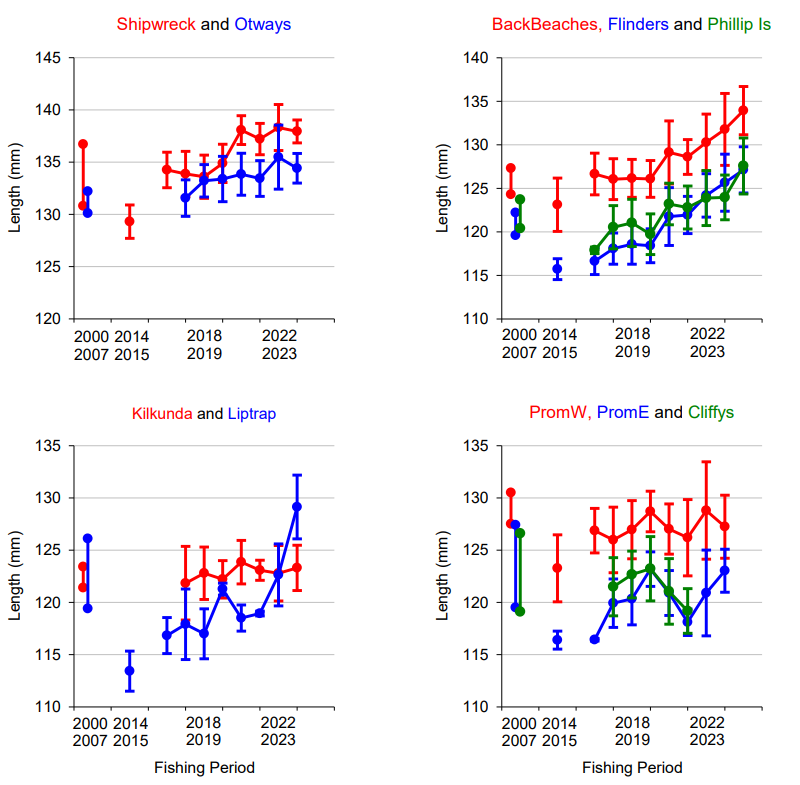 Shipwreck and Otways
Length (mm)
145
140
135
130
125
120
2000 2014 2018 2022
2007 2015 2019 2023
BackBeaches, Flinders and Phillip Is
Length (mm)
140
135
130
125
120
115
110
2000 2014 2018 2022
2007 2015 2019 2023
Kilkunda and Liptrap
Length (mm)
135
130
125
120
115
110
2000 2014 2018 2022
2007 2015 2019 2023
Fishing Period
PromW, PromE and Cliffys
Length (mm)
135
130
125
120
115
110
2000 2014 2018 2022
2007 2015 2019 2023
Fishing Period